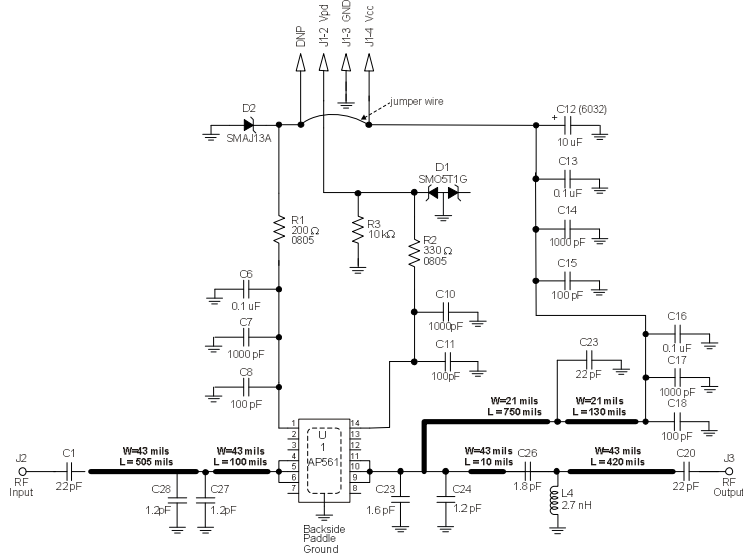 DNP
J1-2 Vpd
J1-3 GND
J1-4 Vcc
jumper wire
D2
SMAJ13A
+
C12 (6032)
10 uF
C13
0.1 uF
D1
SMO5T1G
C14
1000 pF
R1
200 Ω
0805
R3
10 kΩ
R2
330 Ω
0805
C15
100 pF
C6
0.1 uF
C10
1000pF
C16
0.1 uF
C7
1000 pF
C11
100pF
C23
22 pF
C17
1000 pF
C8
100 pF
W=21 mils
L = 750 mils
W=21 mils
L = 130 mils
C18
100 pF
1
2
3
4
5
6
7
14
13
12
11
10
9
8
U
1
AP561
J2
RF
Input
C1
22 pF
W=43 mils
L = 505 mils
W=43 mils
L = 100 mils
W=43 mils
L = 10 mils
C26
1.8 pF
W=43 mils
L = 420 mils
C20
22 pF
J3
RF
Output
C28
1.2pF
C27
1.2pF
C23
1.6 pF
C24
1.2 pF
L4
2.7 nH
Backside
Paddle
Ground